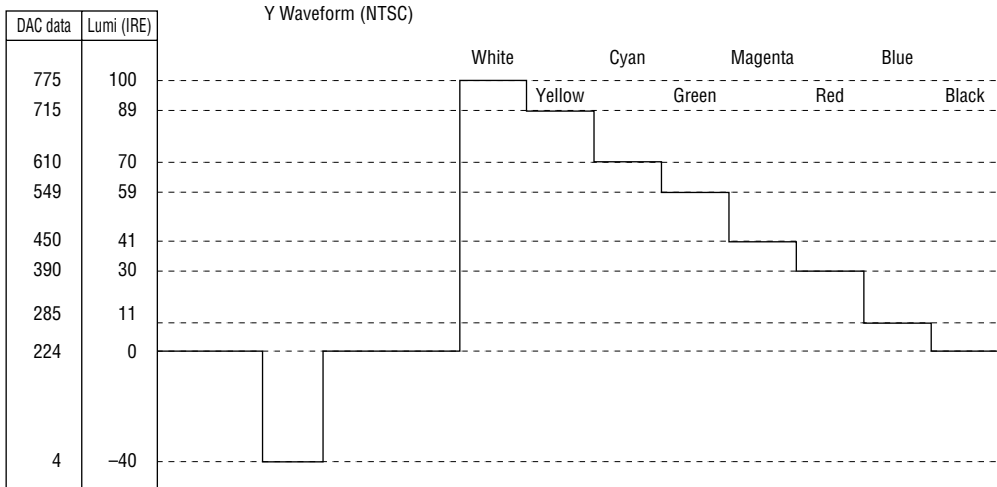 Y Waveform (NTSC)
DAC data Lumi (IRE)
White Cyan Magenta Blue
775 100
Yellow Green Red Black
715 89
610 70
549 59
450 41
390 30
285 11
224 0
4 –40